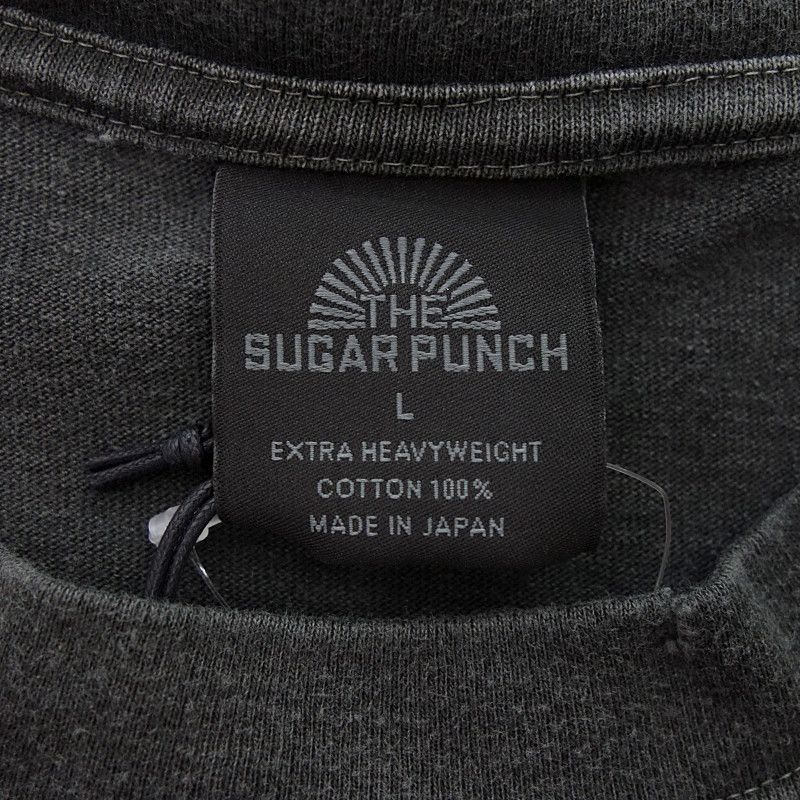 THE
SUGAR PUNCH
L
EXTRA HEAVYWEIGHT
COTTON 100%
MADE IN JAPAN